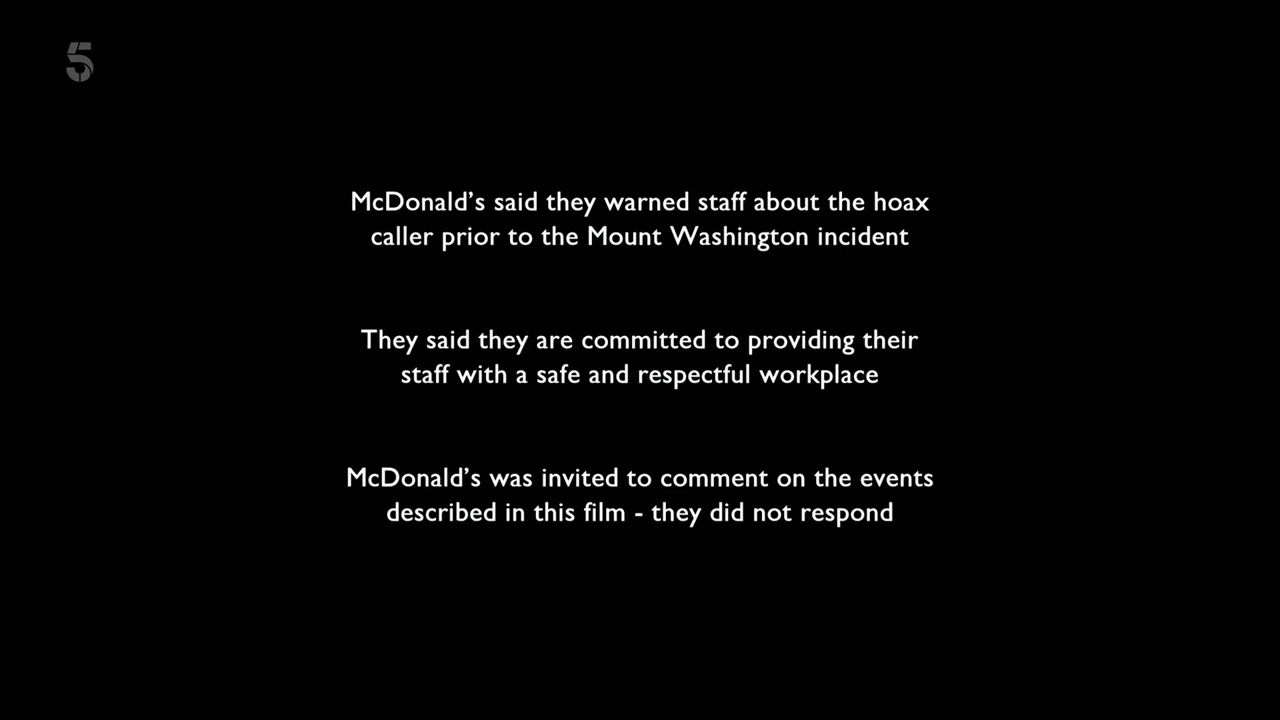 5
McDonald’s said they warned staff about the hoax
caller prior to the Mount Washington incident
They said they are committed to providing their
staff with a safe and respectful workplace
McDonald’s was invited to comment on the events
described in this film - they did not respond